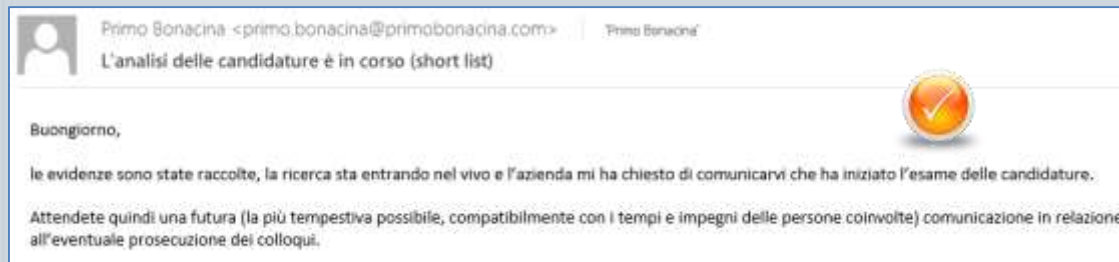 Primo Bonacina <primo.bonacina@primobonacina.com> 'Primo Bonacina'
L'analisi delle candidature è in corso (short list)
Buongiorno,
le evidenze sono state raccolte, la ricerca sta entrando nel vivo e l'azienda mi ha chiesto di comunicarvi che ha iniziato l'esame delle candidature.
Attendete quindi una futura (la più tempestiva possibile, compatibilmente con i tempi e impegni delle persone coinvolte) comunicazione in relazione
all'eventuale prosecuzione dei colloqui.